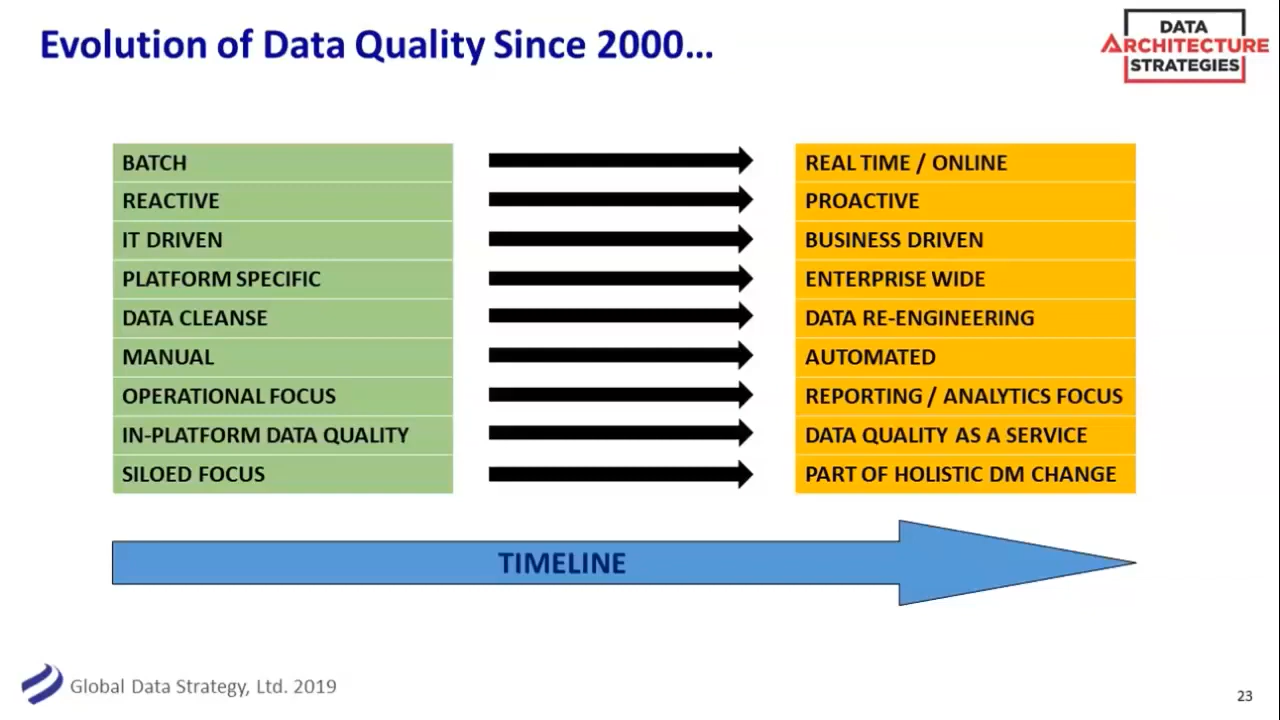 Evolution of Data Quality Since 2000...
DATA
ARCHITECTURE
STRATEGIES
BATCH
REAL TIME / ONLINE
REACTIVE
PROACTIVE
IT DRIVEN
BUSINESS DRIVEN
PLATFORM SPECIFIC
ENTERPRISE WIDE
DATA CLEANSE
DATA RE-ENGINEERING
MANUAL
AUTOMATED
OPERATIONAL FOCUS
REPORTING / ANALYTICS FOCUS
IN-PLATFORM DATA QUALITY
DATA QUALITY AS A SERVICE
SILOED FOCUS
PART OF HOLISTIC DM CHANGE
TIMELINE
Global Data Strategy, Ltd. 2019
23